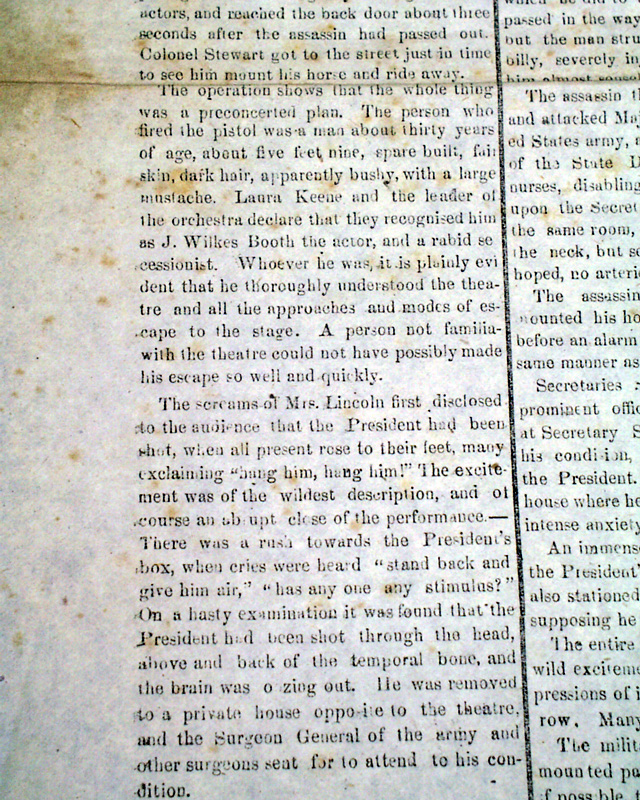 actors, and reached the back door about three
seconds after the assassin had passed out.
Colonel Stewart got to the street just in time
to see him mount his horse and ride away.
The operation shows that the whole thing
was a preconcerted plan. The person who
fired the pistol was a man about thirty years
of age, about five feet nine, spare built, fair
skin, dark hair, apparently bushy, with a large
mustache. Laura Keene and the leader of
the orchestra declare that they recognised him
as J. Wilkes Booth the actor, and a rabid se
cessionist. Whoever he was, it is plainly evi
dent that he thoroughly understood the thea-
tre and all the approaches and modes of es-
cape to the stage. A person not familia-
with the theatre could not have possibly made
his escape so well and quickly.
The screams of Mrs. Lincoln first disclosed
to the audience that the President had been
shot, when all present rose to their feet, many
exclaiming "hang him, hang him!" The excite-
ment was of the wildest description, and of
course an abrupt close of the performance.—
There was a rush towards the President's
box, when cries were heard "stand back and
give him air," "has any one any stimulus?"
On a hasty examination it was found that the
President had been shot through the head,
above and back of the temporal bone, and
the brain was oozing out. He was removed
to a private house opposite to the theatre,
and the Surgeon General of the army and
other surgeons seat for to attend to his con-
dition.
passed in the way
but the man stru
billy, severely in
him almost
The assassin t
and attacked Maj
ed States army, a
of the State D
nurses, disabling
upon the Secret
the same room,
the neck, but s
hoped, no arteri
The assassin
mounted his ho
before an alarm
same manner as
Secretaries
prominent offic
at Secretary S
his condition,
the President.
house where he
intense anxiety
An immens
the President'
also stationed
supposing he
The entire
wild exciteme
pressions of i
row. Many
The milit
mounted pa
if possible, t